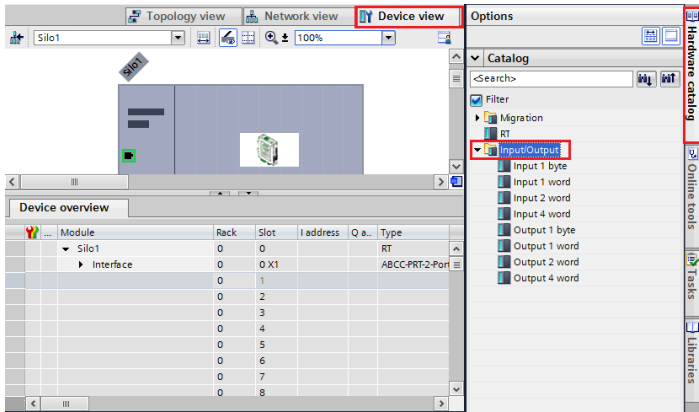 Topology view
Network view
Device view
Options
Silo1
100%
Silo1
Catalog
<Search>
Filter
Migration
RT
Input/Output
Input 1 byte
Input 1 word
Input 2 word
Input 4 word
Output 1 byte
Output 1 word
Output 2 word
Output 4 word
Hardware catalog
Online tools
Tasks
Libraries
Device overview
... Module Rack Slot I address Q a.. Type
Silo1 0 0 RT
Interface 0 0 X1 ABCC-PRT-2-Port
0 1
0 2
0 3
0 4
0 5
0 6
0 7
0 8